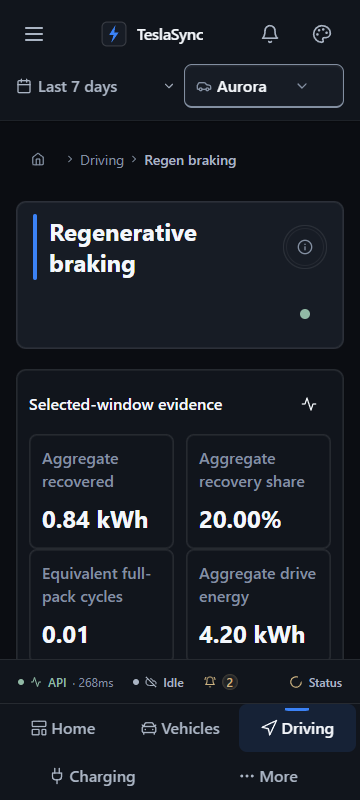 TeslaSync
Last 7 days
Aurora
Driving
Regen braking
Regenerative
braking
Selected-window evidence
Aggregate
recovered
0.84 kWh
Aggregate
recovery share
20.00%
Equivalent full-
pack cycles
0.01
Aggregate drive
energy
4.20 kWh
API · 268ms
Idle
2
Status
Home
Vehicles
Driving
Charging
More